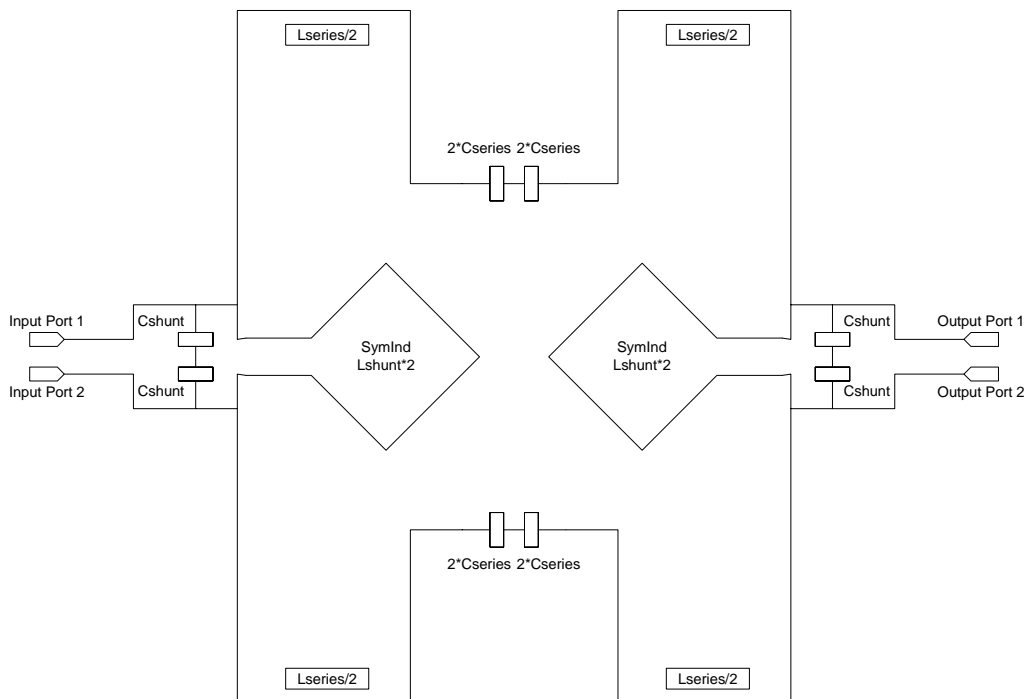 Lseries/2
Lseries/2
2*Cseries 2*Cseries
Input Port 1
Cshunt
SymInd
Lshunt*2
SymInd
Lshunt*2
Cshunt
Output Port 1
Input Port 2
Cshunt
Cshunt
Output Port 2
2*Cseries 2*Cseries
Lseries/2
Lseries/2